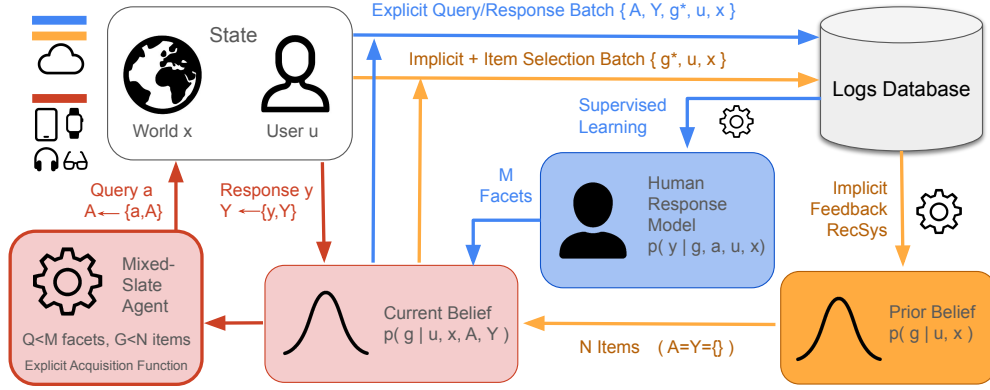 Explicit Query/Response Batch { A, Y, g*, u, x }
State
Implicit + Item Selection Batch { g*, u, x }
World x
User u
Logs Database
Supervised
Learning
Query a
A ← {a,A}
Response y
Y ← {y,Y}
M
Facets
Human
Response
Model
p( y | g, a, u, x)
Implicit
Feedback
RecSys
Mixed-
Slate
Agent
Q<M facets, G<N items
Explicit Acquisition Function
Current Belief
p( g | u, x, A, Y )
N Items ( A=Y={} )
Prior Belief
p( g | u, x )